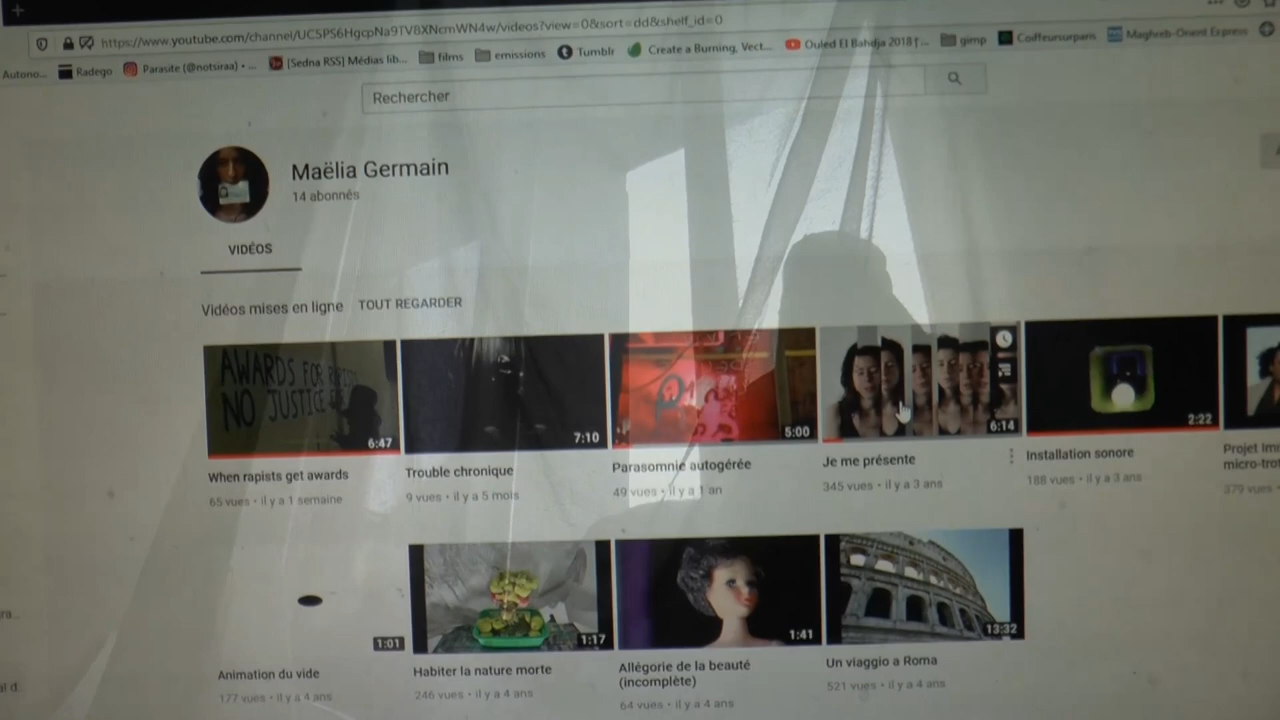 https://www.youtube.com/channel/UC5PS6HgcpNa9TV8XNcmWN4w/videos?view=0&sort=dd&shelf_id=0
Autono... Radego Parasite (@notsiraa) • ... [Sedna RSS] Médias lib... films emissions Tumblr Create a Burning, Vect... Ouled El Bahdja 2018 ... gimp Coiffeursurparis Maghreb-Orient Express
Rechercher
Maëlia Germain
14 abonnés
VIDÉOS
Vidéos mises en ligne TOUT REGARDER
AWARDS FOR
NO JUSTICE
6:47 7:10 5:00 6:14 2:22
When rapists get awards Trouble chronique Parasomnie autogérée Je me présente Installation sonore Projet
micro-
65 vues • il y a 1 semaine 9 vues • il y a 5 mois 49 vues • il y a 1 an 345 vues • il y a 3 ans 188 vues • il y a 3 ans 379 vues
1:01 1:17 1:41 13:32
Animation du vide Habiter la nature morte Allégorie de la beauté (incomplète) Un viaggio a Roma
177 vues • il y a 4 ans 246 vues • il y a 4 ans 64 vues • il y a 4 ans 521 vues • il y a 4 ans